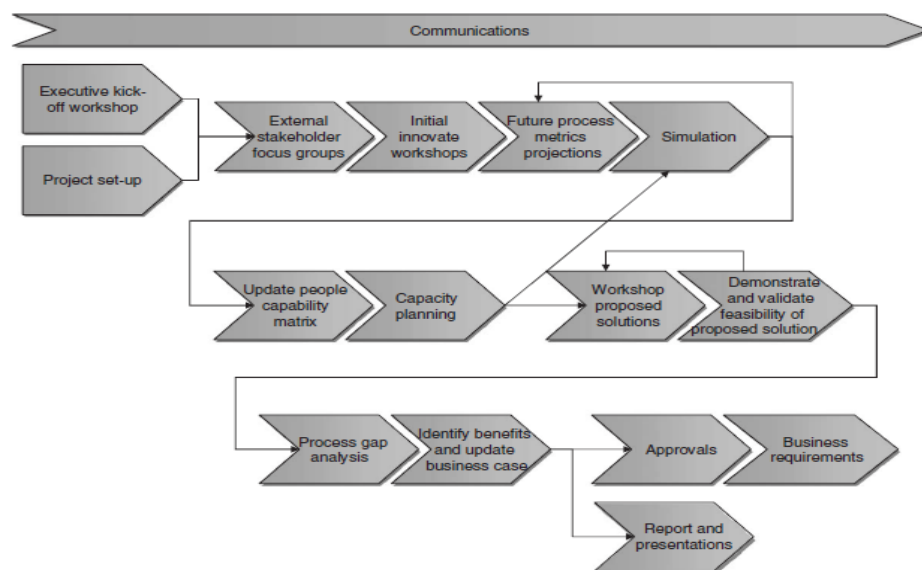 Communications
Executive kick-
off workshop
Project set-up
External
stakeholder
focus groups
Initial
innovate
workshops
Future process
metrics
projections
Simulation
Update people
capability
matrix
Capacity
planning
Workshop
proposed
solutions
Demonstrate
and validate
feasibility of
proposed solution
Process gap
analysis
Identify benefits
and update
business case
Approvals
Business
requirements
Report and
presentations